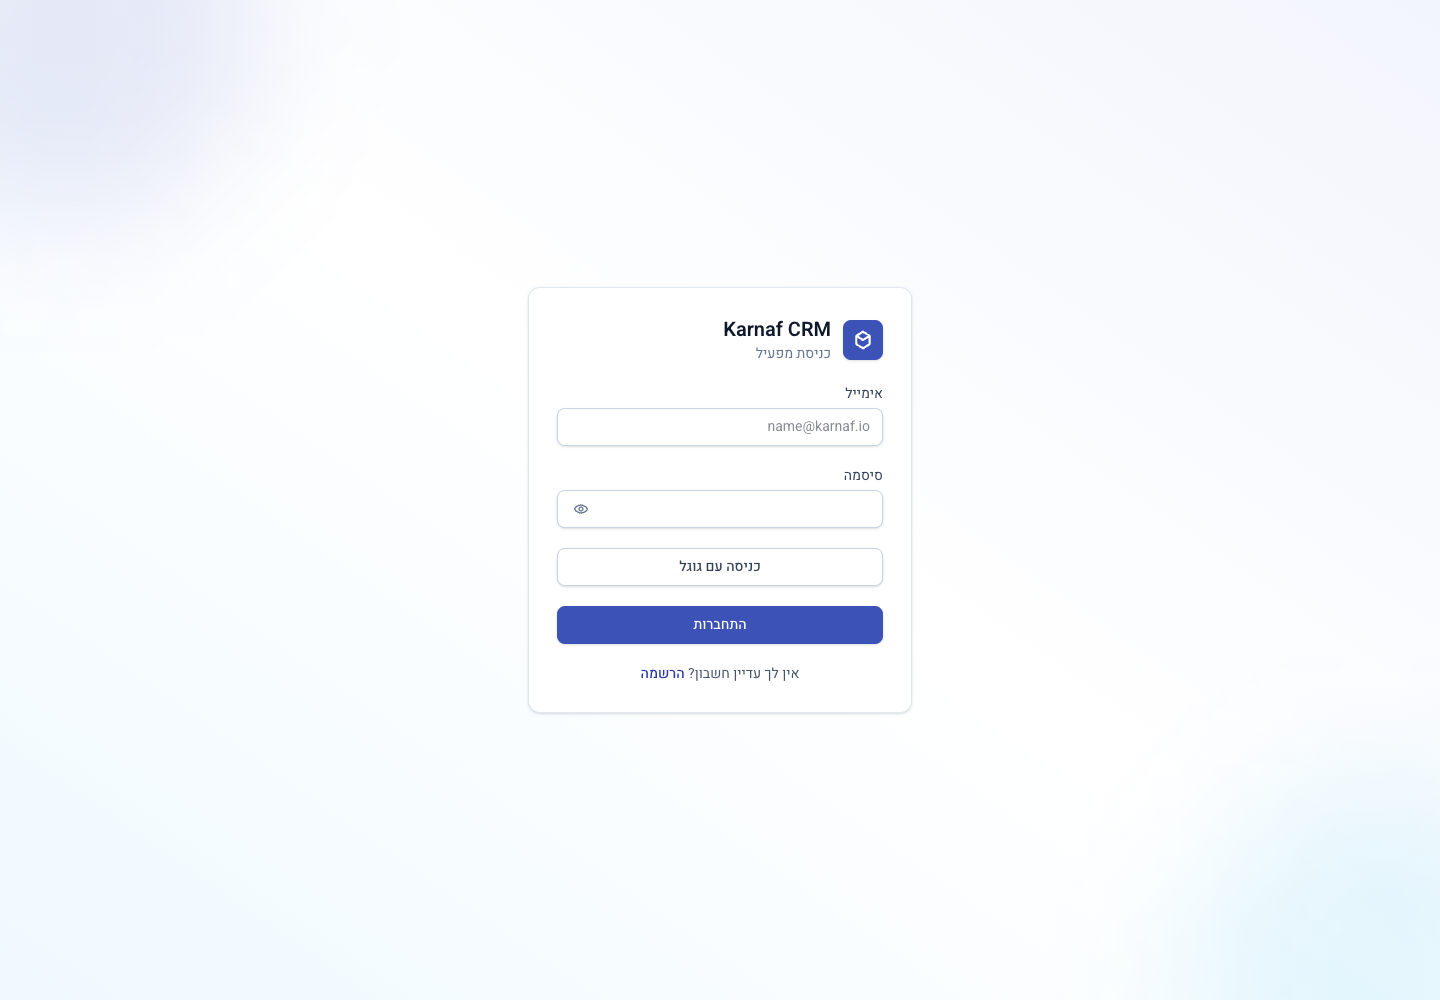 Karnaf CRM
כניסת מפעיל
אימייל
name@karnaf.io
סיסמה
כניסה עם גוגל
התחברות
אין לך עדיין חשבון? הרשמה